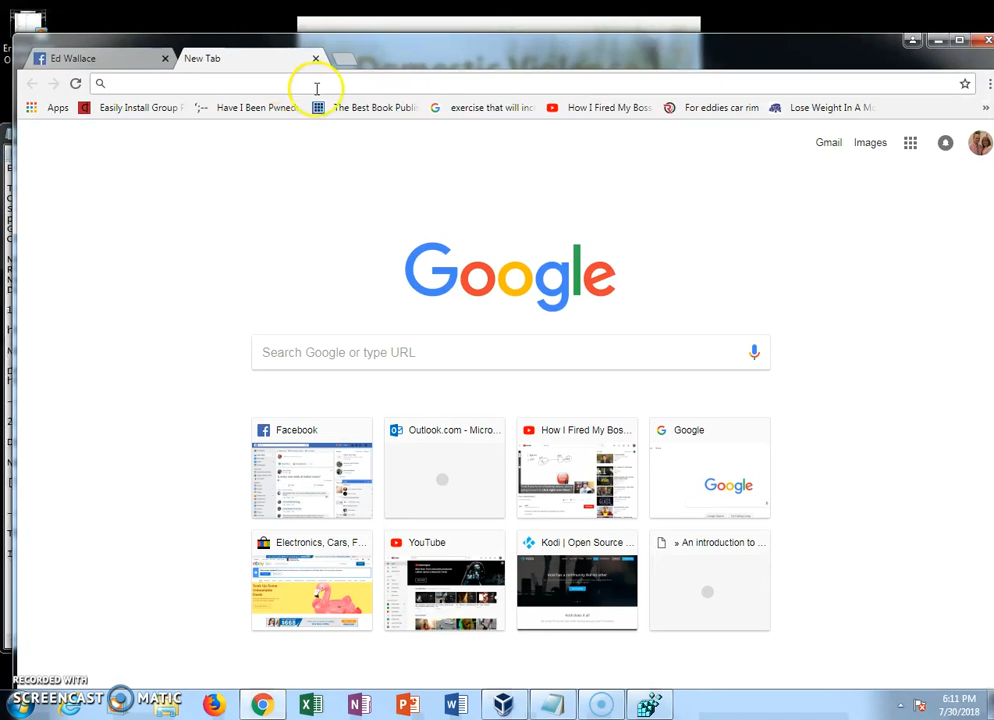 Domestic Violence
Ed Wallace
New Tab
Apps
Easily Install Group P
Have I Been Pwned
The Best Book Publi
exercise that will inc
How I Fired My Boss
For eddies car rim
Lose Weight In A Mo
»
Gmail
Images
Google
Search Google or type URL
Facebook
Outlook.com - Micro...
How I Fired My Bos...
Google
Google
Electronics, Cars, F...
YouTube
Kodi | Open Source ...
» An introduction to ...
RECORDED WITH
SCREENCAST MATIC
6:11 PM
7/30/2018